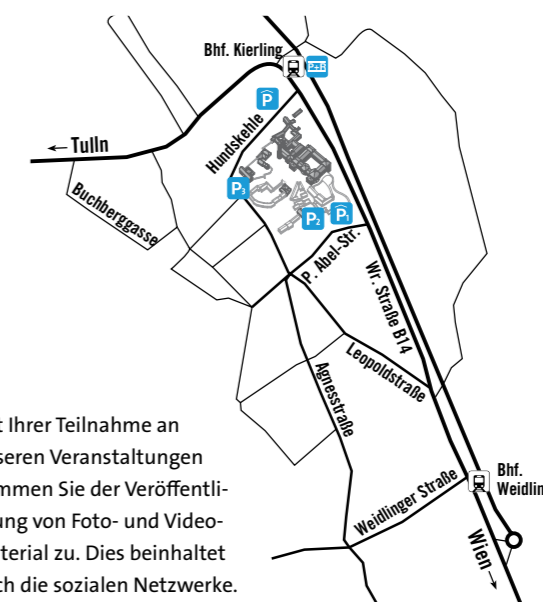 Bhf. Kierling
P+R
P
← Tulln
Hundskehle
P3
Buchberggasse
P2
P1
P. Abel-Str.
Wr. Straße B14
Leopoldstraße
Agnesstraße
t Ihrer Teilnahme an
seren Veranstaltungen
mmen Sie der Veröffentli-
ung von Foto- und Video-
terial zu. Dies beinhaltet
ch die sozialen Netzwerke.
Weidlinger Straße
Bhf.
Weidling
Wien →